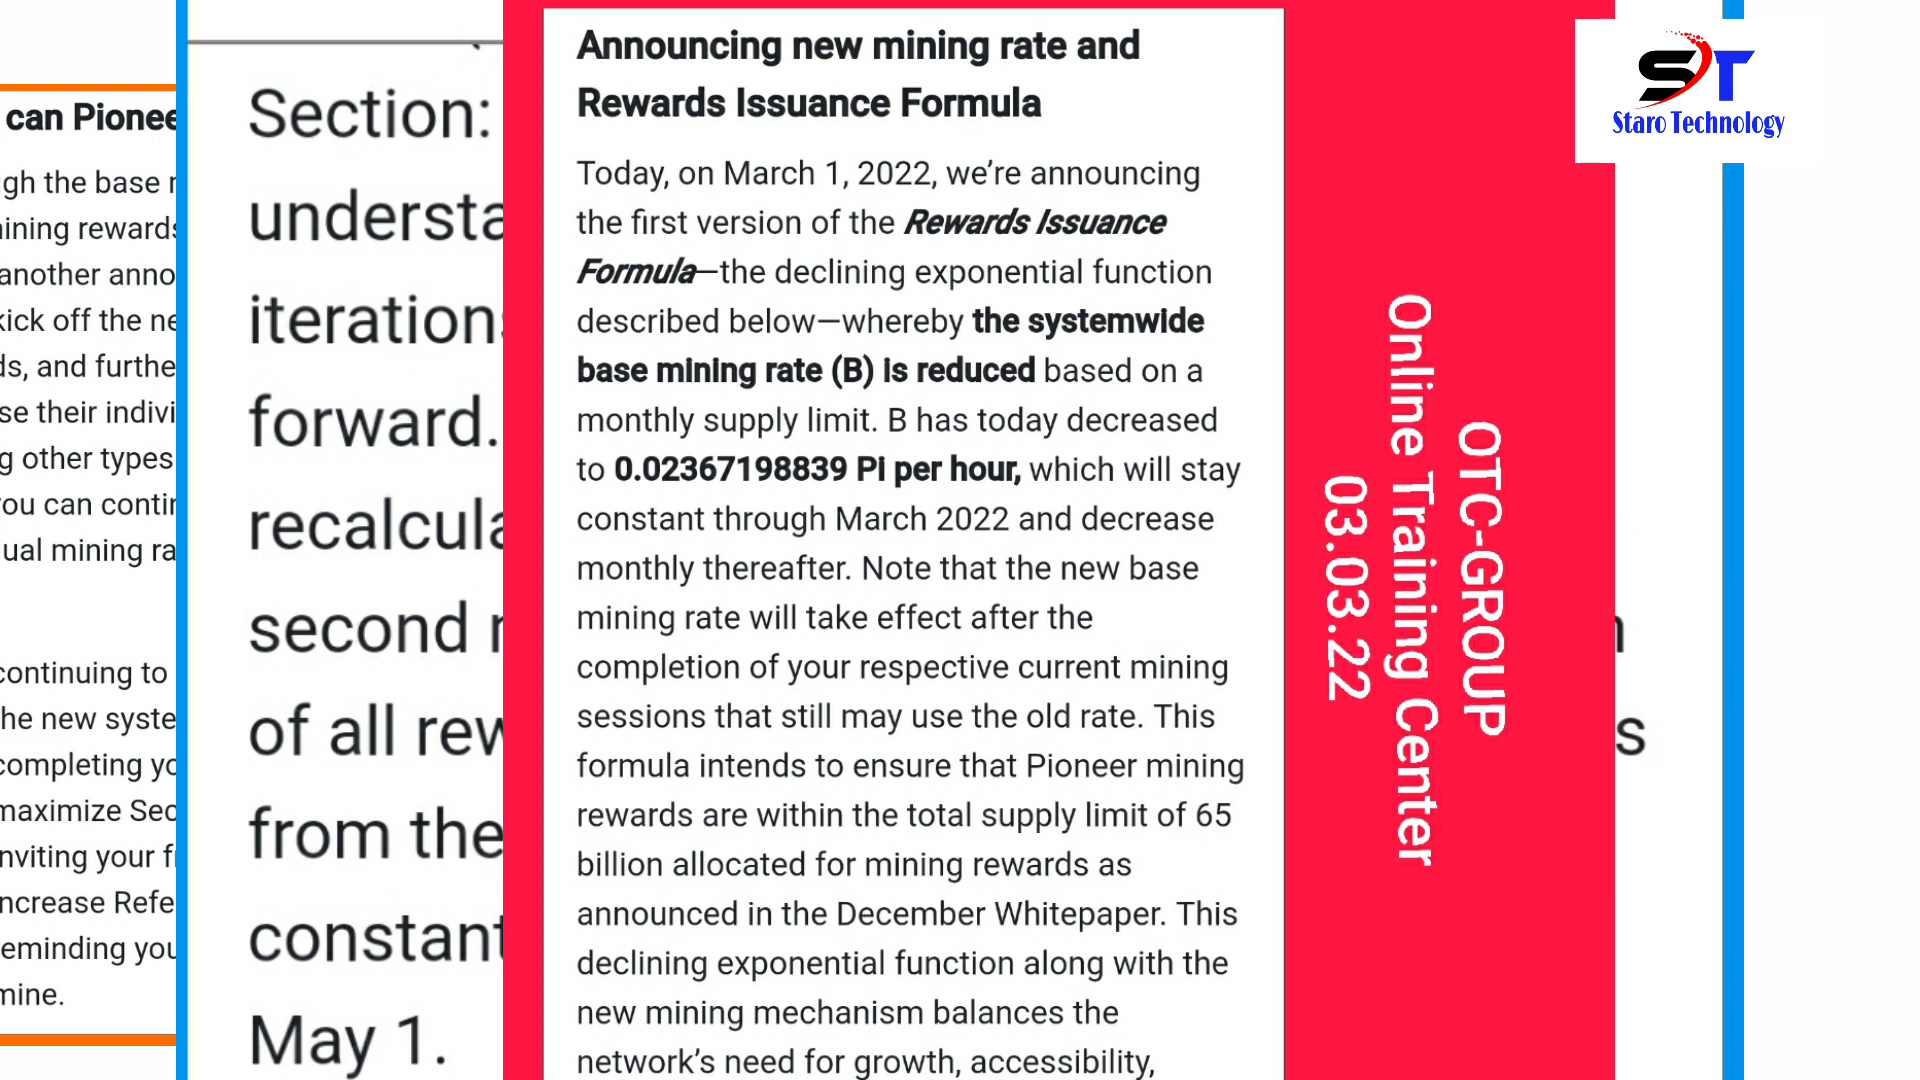 can Pionee
gh the base
ining rewards
another anno
kick off the ne
ds, and furthe
se their indivi
g other types
you can contin
ual mining ra
continuing to
he new syste
completing yo
maximize Sec
nviting your f
ncrease Refe
eminding you
mine.
Section:
understa
iterations
forward.
recalcula
second
of all rew
from the
constant
May 1.
Announcing new mining rate and
Rewards Issuance Formula
Today, on March 1, 2022, we’re announcing
the first version of the Rewards Issuance
Formula—the declining exponential function
described below—whereby the systemwide
base mining rate (B) is reduced based on a
monthly supply limit. B has today decreased
to 0.02367198839 Pi per hour, which will stay
constant through March 2022 and decrease
monthly thereafter. Note that the new base
mining rate will take effect after the
completion of your respective current mining
sessions that still may use the old rate. This
formula intends to ensure that Pioneer mining
rewards are within the total supply limit of 65
billion allocated for mining rewards as
announced in the December Whitepaper. This
declining exponential function along with the
new mining mechanism balances the
network’s need for growth, accessibility,
OTC-GROUP
Online Training Center
03.03.22
s
ST
Staro Technology